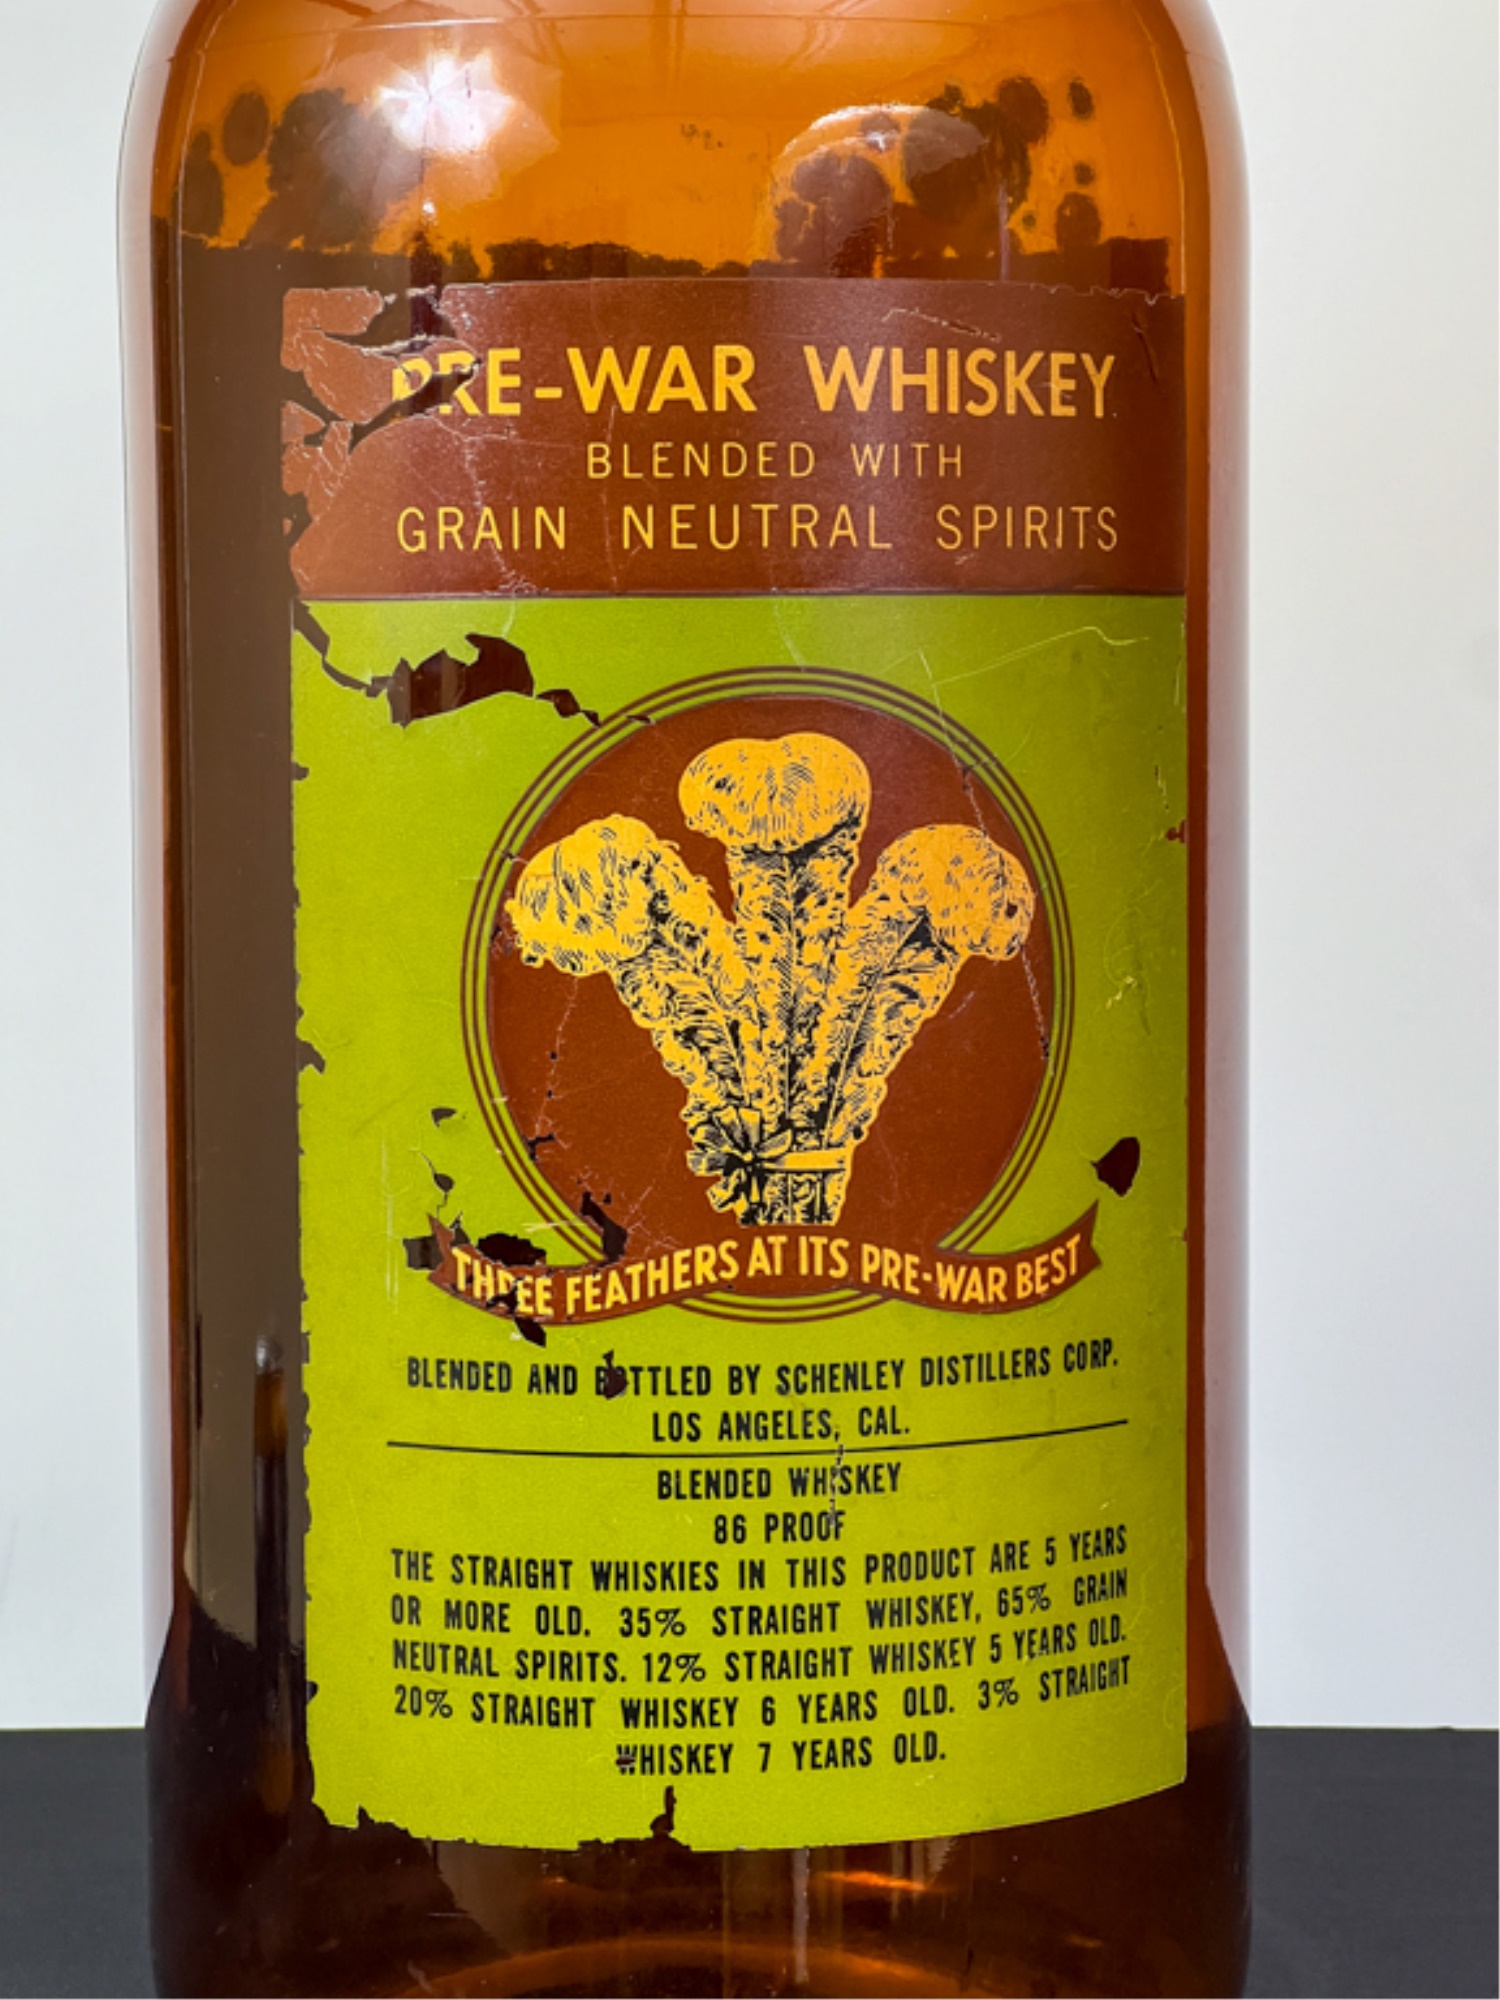 PRE-WAR WHISKEY
BLENDED WITH
GRAIN NEUTRAL SPIRITS
THREE FEATHERS AT ITS PRE-WAR BEST
BLENDED AND BOTTLED BY SCHENLEY DISTILLERS CORP.
LOS ANGELES, CAL.
BLENDED WHISKEY
86 PROOF
THE STRAIGHT WHISKIES IN THIS PRODUCT ARE 5 YEARS
OR MORE OLD. 35% STRAIGHT WHISKEY, 65% GRAIN
NEUTRAL SPIRITS. 12% STRAIGHT WHISKEY 5 YEARS OLD.
20% STRAIGHT WHISKEY 6 YEARS OLD. 3% STRAIGHT
WHISKEY 7 YEARS OLD.